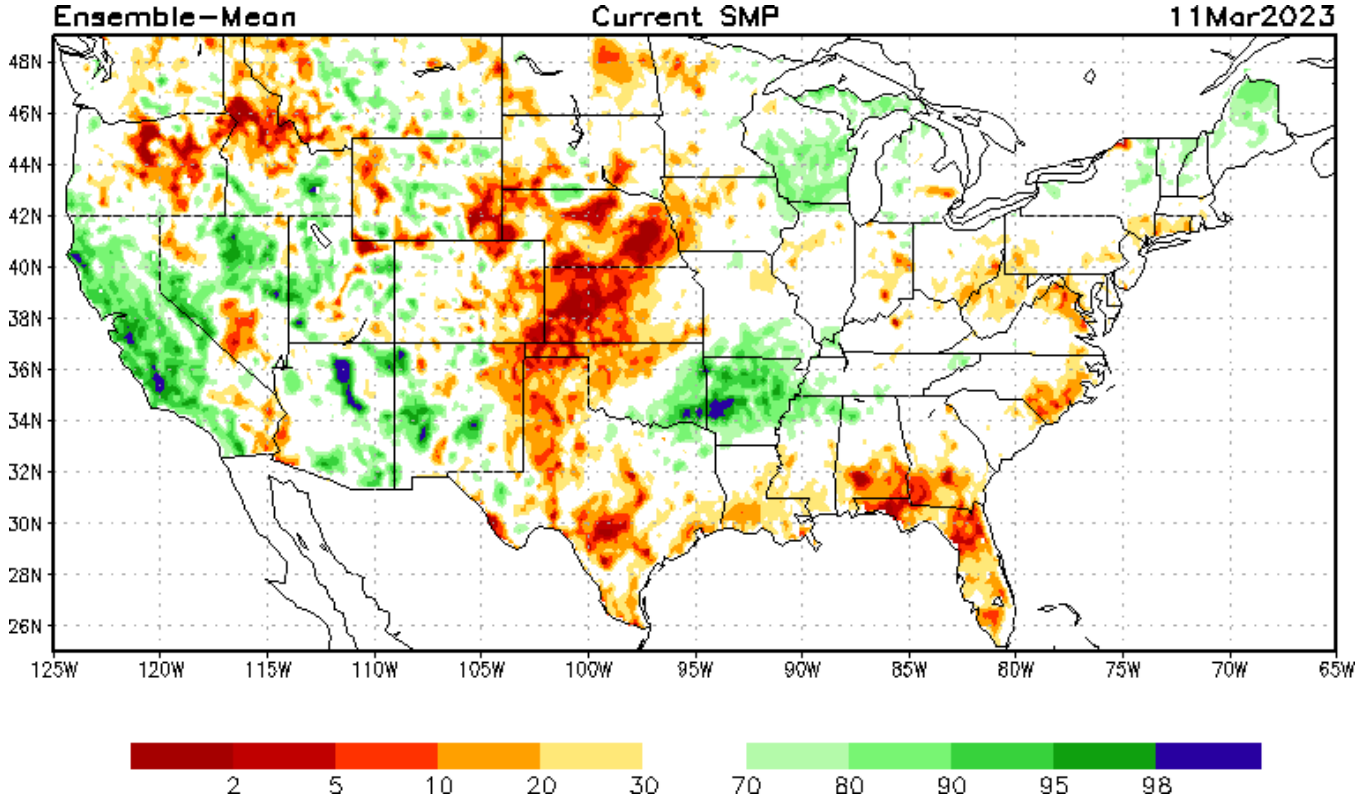 Ensemble-Mean Current SMP 11Mar2023
48N
46N
44N
42N
40N
38N
36N
34N
32N
30N
28N
26N
125W 120W 115W 110W 105W 100W 95W 90W 85W 80W 75W 70W 65W
2 5 10 20 30 70 80 90 95 98